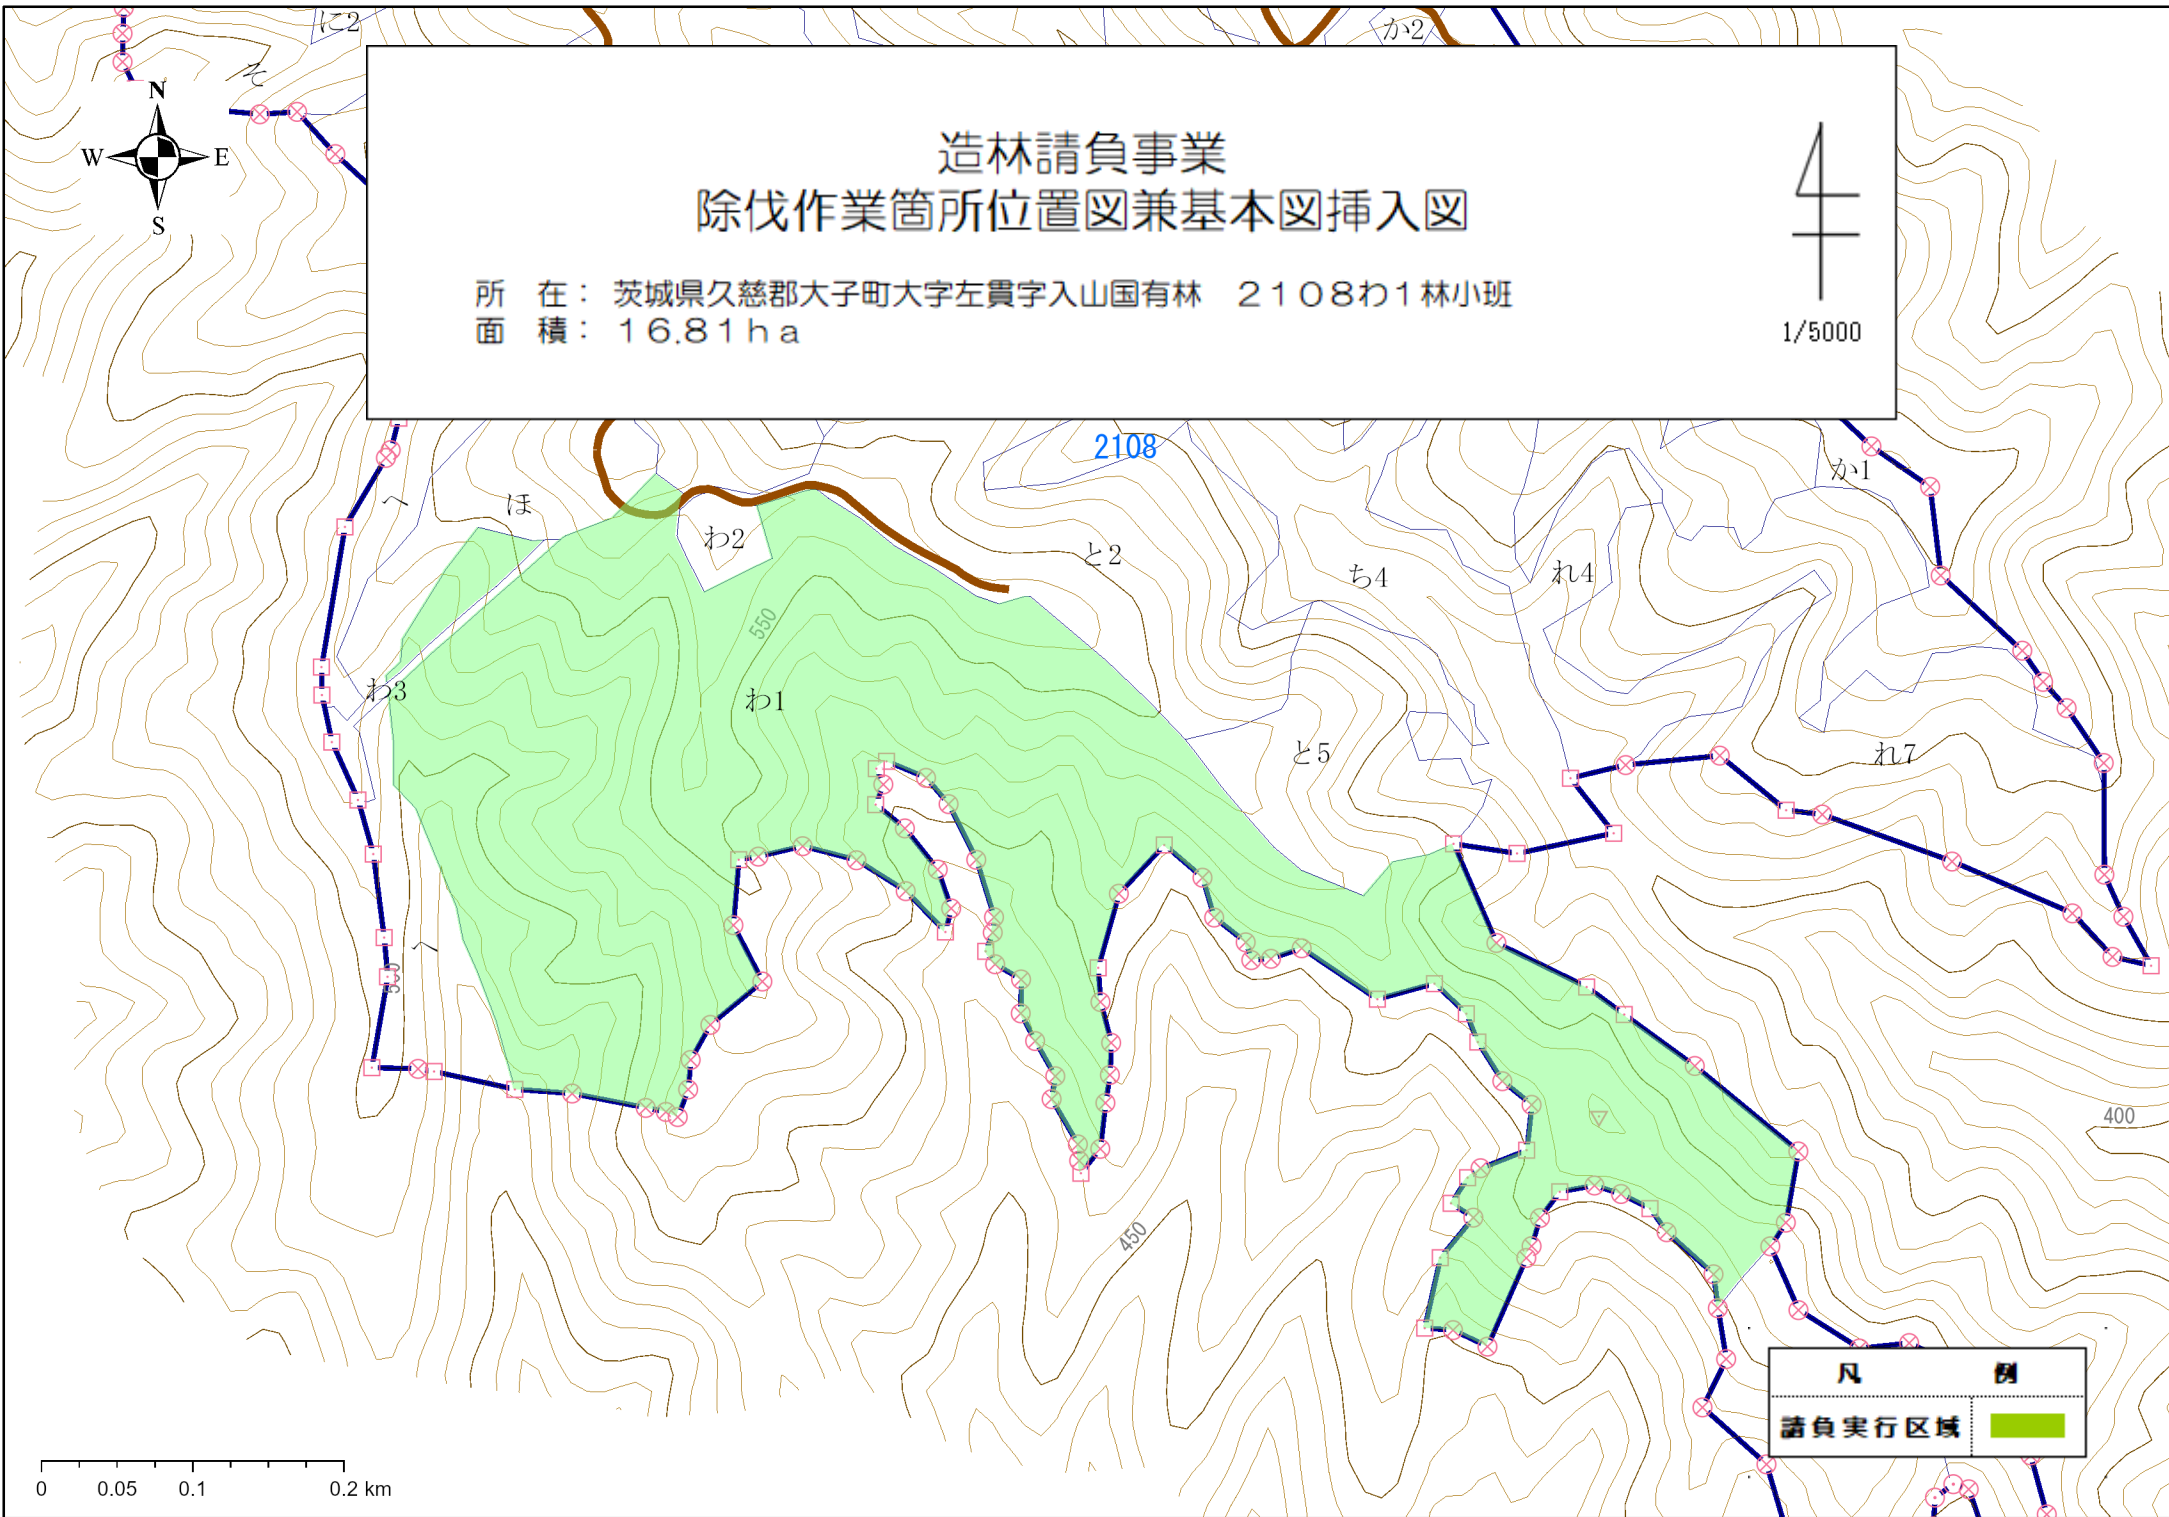 に2
か2
そ
N
W
E
S
造林請負事業
除伐作業箇所位置図兼基本図挿入図
所　在： 茨城県久慈郡大子町大字左貫字入山国有林　２１０８わ１林小班
面　積： １６.８１ｈａ
1/5000
2108
か1
へ
ほ
わ2
と2
ち4
れ4
550
わ3
わ1
と5
れ7
へ
400
450
凡　例
請負実行区域
0
0.05
0.1
0.2 km